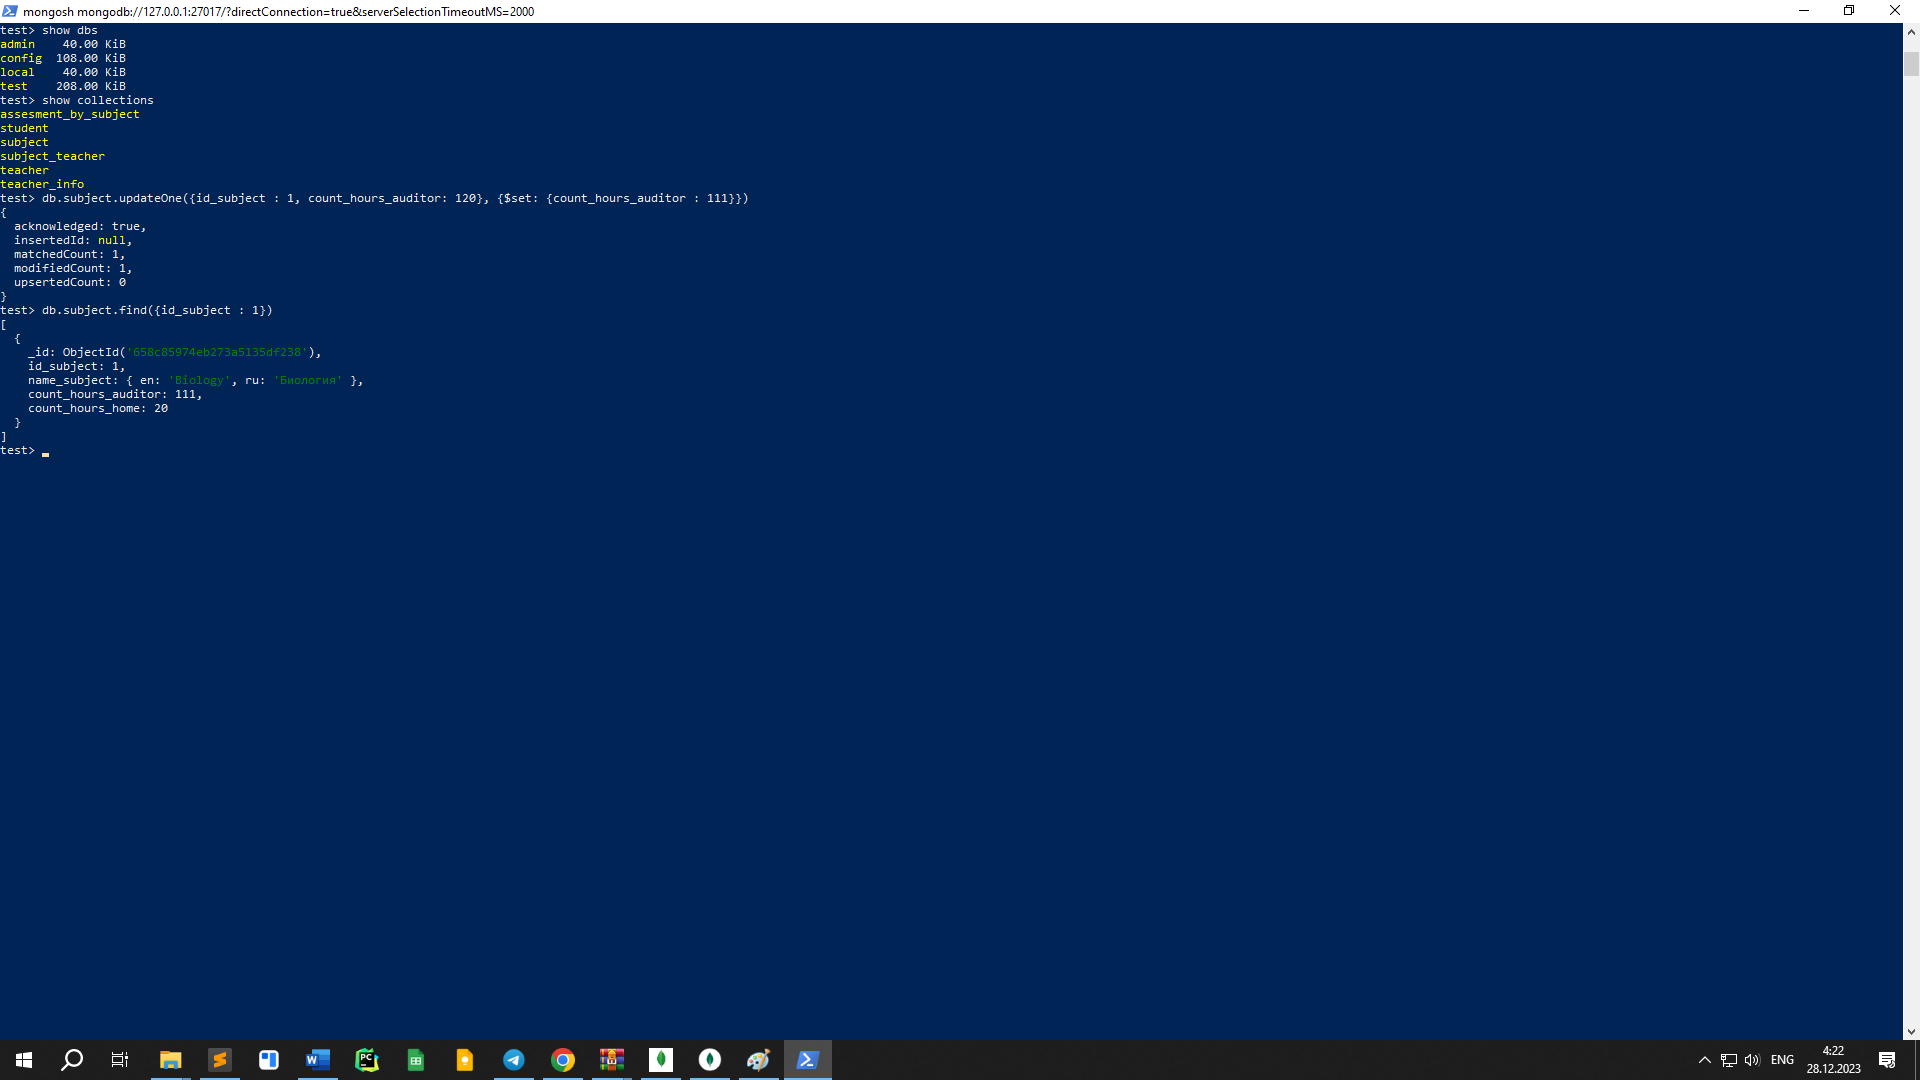 mongosh mongodb://127.0.0.1:27017/?directConnection=true&serverSelectionTimeoutMS=2000
test> show dbs
admin    40.00 KiB
config  108.00 KiB
local    40.00 KiB
test    208.00 KiB
test> show collections
assesment_by_subject
student
subject
subject_teacher
teacher
teacher_info
test> db.subject.updateOne({id_subject : 1, count_hours_auditor: 120}, {$set: {count_hours_auditor : 111}})
{
  acknowledged: true,
  insertedId: null,
  matchedCount: 1,
  modifiedCount: 1,
  upsertedCount: 0
}
test> db.subject.find({id_subject : 1})
[
  {
    _id: ObjectId('658c85974eb273a5135df238'),
    id_subject: 1,
    name_subject: { en: 'Biology', ru: 'Биология' },
    count_hours_auditor: 111,
    count_hours_home: 20
  }
]
test>
ENG
4:22
28.12.2023